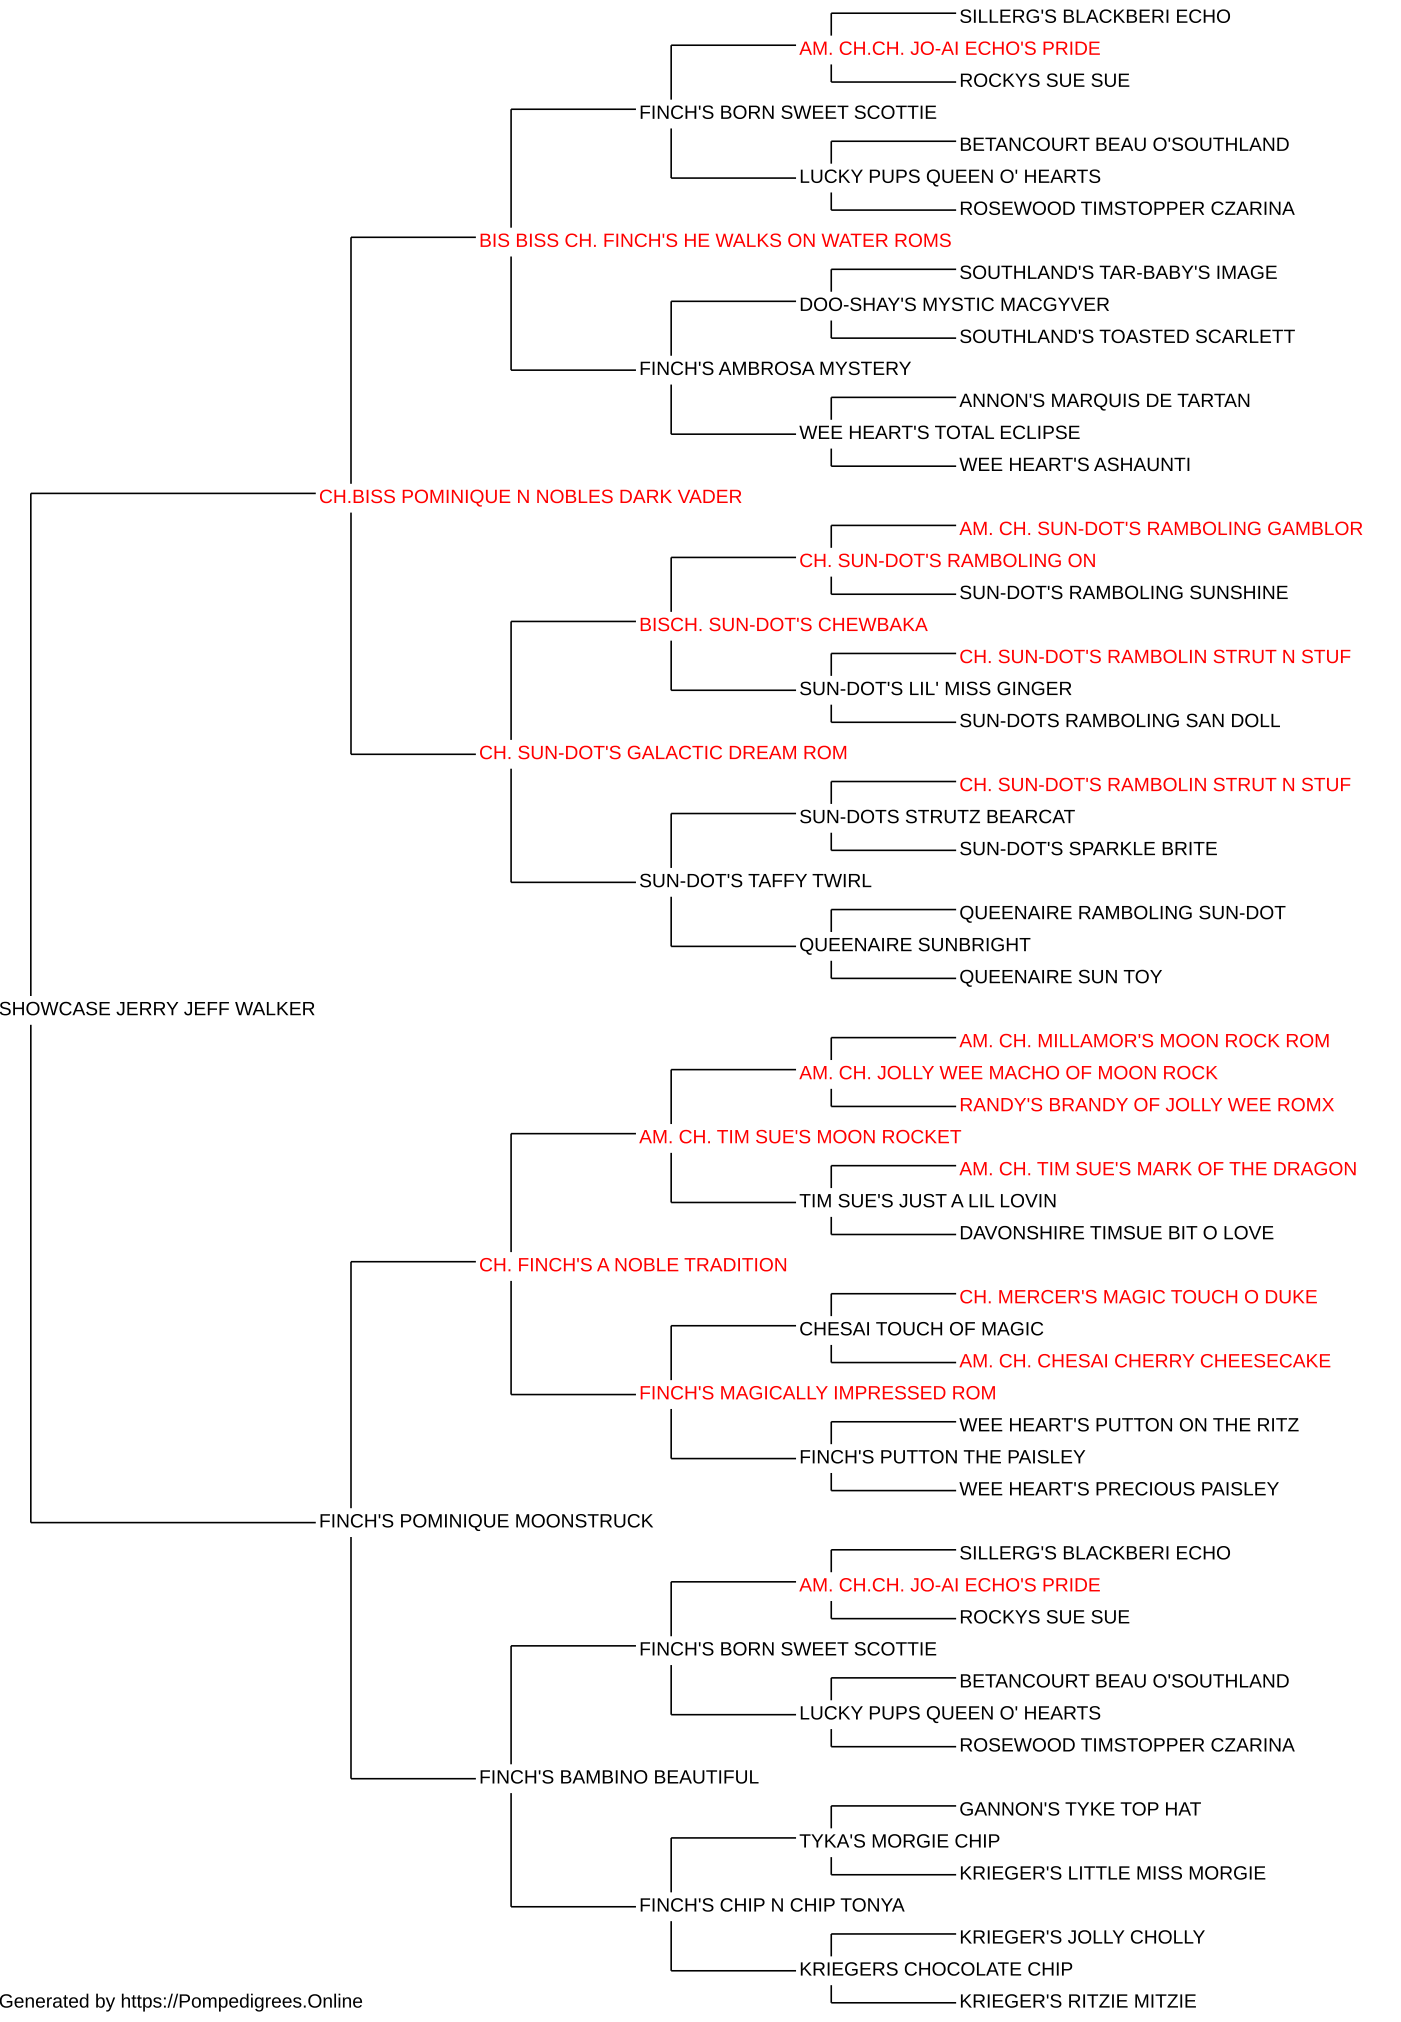 SILLERG'S BLACKBERI ECHO
AM. CH.CH. JO-AI ECHO'S PRIDE
ROCKYS SUE SUE
FINCH'S BORN SWEET SCOTTIE
BETANCOURT BEAU O'SOUTHLAND
LUCKY PUPS QUEEN O' HEARTS
ROSEWOOD TIMSTOPPER CZARINA
BIS BISS CH. FINCH'S HE WALKS ON WATER ROMS
SOUTHLAND'S TAR-BABY'S IMAGE
DOO-SHAY'S MYSTIC MACGYVER
SOUTHLAND'S TOASTED SCARLETT
FINCH'S AMBROSA MYSTERY
ANNON'S MARQUIS DE TARTAN
WEE HEART'S TOTAL ECLIPSE
WEE HEART'S ASHAUNTI
CH.BISS POMINIQUE N NOBLES DARK VADER
AM. CH. SUN-DOT'S RAMBOLING GAMBLOR
CH. SUN-DOT'S RAMBOLING ON
SUN-DOT'S RAMBOLING SUNSHINE
BISCH. SUN-DOT'S CHEWBAKA
CH. SUN-DOT'S RAMBOLIN STRUT N STUF
SUN-DOT'S LIL' MISS GINGER
SUN-DOTS RAMBOLING SAN DOLL
CH. SUN-DOT'S GALACTIC DREAM ROM
CH. SUN-DOT'S RAMBOLIN STRUT N STUF
SUN-DOTS STRUTZ BEARCAT
SUN-DOT'S SPARKLE BRITE
SUN-DOT'S TAFFY TWIRL
QUEENAIRE RAMBOLING SUN-DOT
QUEENAIRE SUNBRIGHT
QUEENAIRE SUN TOY
SHOWCASE JERRY JEFF WALKER
AM. CH. MILLAMOR'S MOON ROCK ROM
AM. CH. JOLLY WEE MACHO OF MOON ROCK
RANDY'S BRANDY OF JOLLY WEE ROMX
AM. CH. TIM SUE'S MOON ROCKET
AM. CH. TIM SUE'S MARK OF THE DRAGON
TIM SUE'S JUST A LIL LOVIN
DAVONSHIRE TIMSUE BIT O LOVE
CH. FINCH'S A NOBLE TRADITION
CH. MERCER'S MAGIC TOUCH O DUKE
CHESAI TOUCH OF MAGIC
AM. CH. CHESAI CHERRY CHEESECAKE
FINCH'S MAGICALLY IMPRESSED ROM
WEE HEART'S PUTTON ON THE RITZ
FINCH'S PUTTON THE PAISLEY
WEE HEART'S PRECIOUS PAISLEY
FINCH'S POMINIQUE MOONSTRUCK
SILLERG'S BLACKBERI ECHO
AM. CH.CH. JO-AI ECHO'S PRIDE
ROCKYS SUE SUE
FINCH'S BORN SWEET SCOTTIE
BETANCOURT BEAU O'SOUTHLAND
LUCKY PUPS QUEEN O' HEARTS
ROSEWOOD TIMSTOPPER CZARINA
FINCH'S BAMBINO BEAUTIFUL
GANNON'S TYKE TOP HAT
TYKA'S MORGIE CHIP
KRIEGER'S LITTLE MISS MORGIE
FINCH'S CHIP N CHIP TONYA
KRIEGER'S JOLLY CHOLLY
KRIEGERS CHOCOLATE CHIP
KRIEGER'S RITZIE MITZIE
Generated by https://Pompedigrees.Online